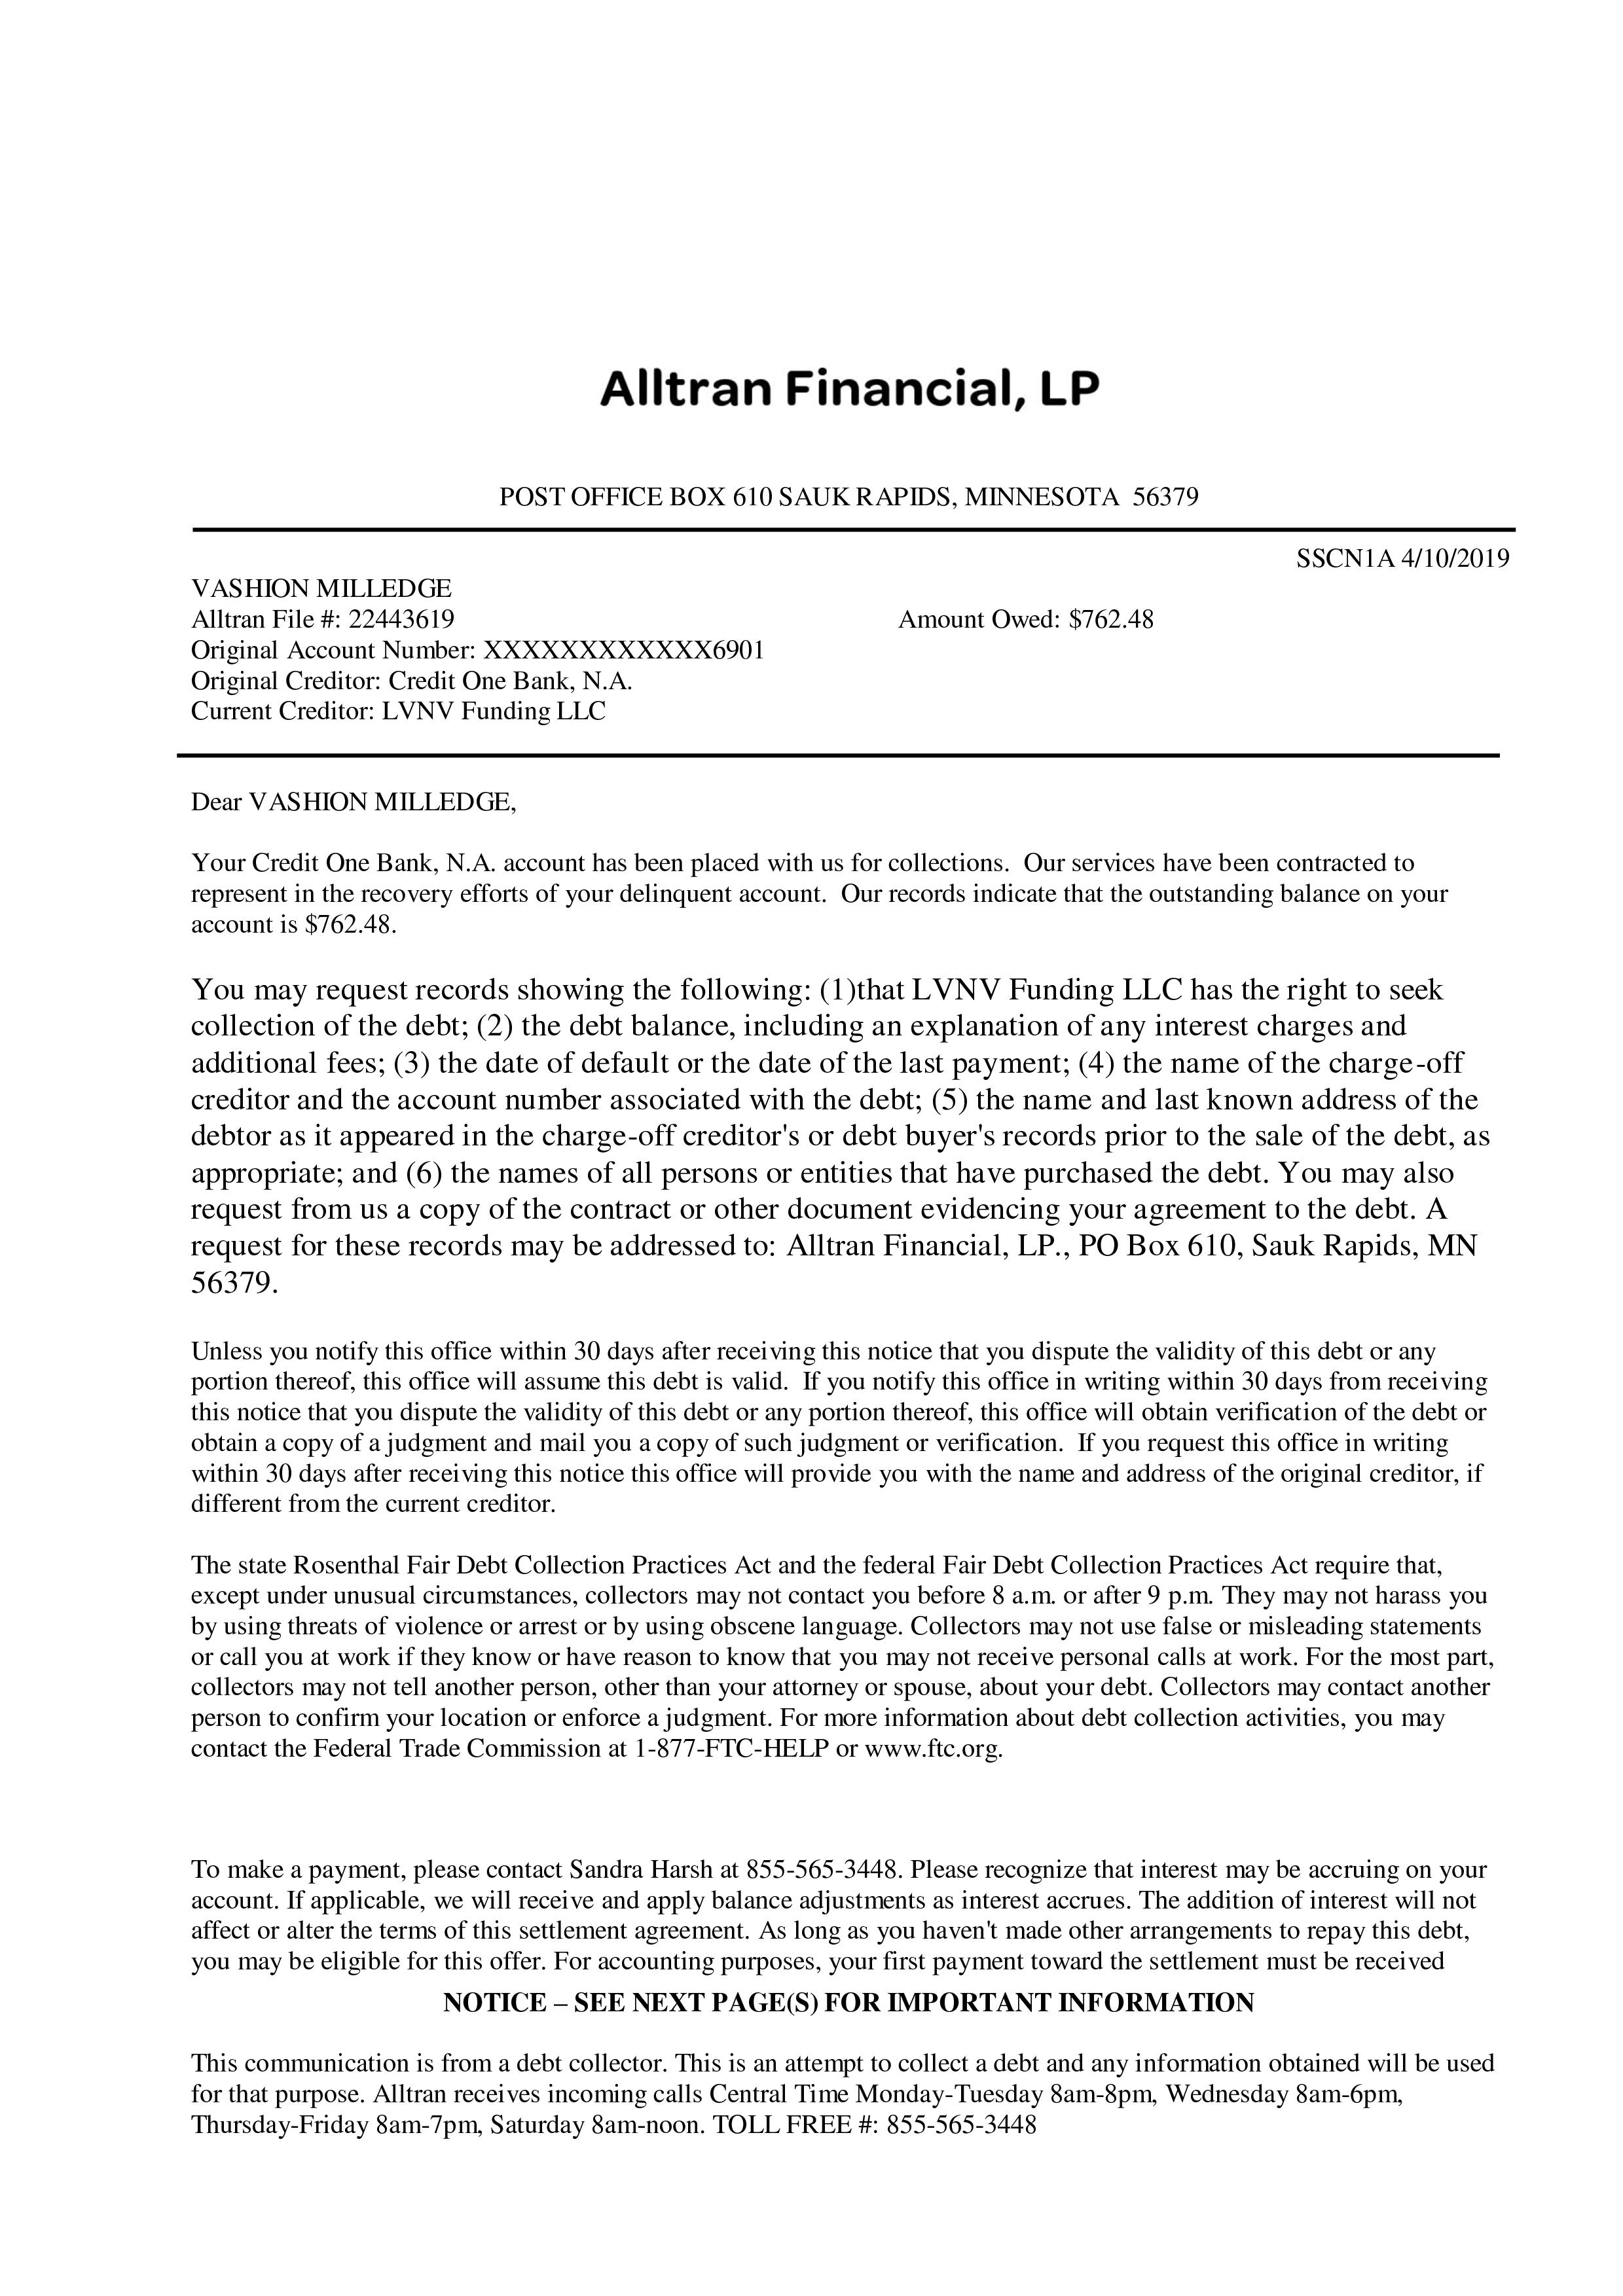 Alltran Financial, LP
POST OFFICE BOX 610 SAUK RAPIDS, MINNESOTA 56379
SSCN1A 4/10/2019
VASHION MILLEDGE
Alltran File #: 22443619 Amount Owed: $762.48
Original Account Number: XXXXXXXXXXXX6901
Original Creditor: Credit One Bank, N.A.
Current Creditor: LVNV Funding LLC
Dear VASHION MILLEDGE,
Your Credit One Bank, N.A. account has been placed with us for collections. Our services have been contracted to
represent in the recovery efforts of your delinquent account. Our records indicate that the outstanding balance on your
account is $762.48.
You may request records showing the following: (1)that LVNV Funding LLC has the right to seek
collection of the debt; (2) the debt balance, including an explanation of any interest charges and
additional fees; (3) the date of default or the date of the last payment; (4) the name of the charge-off
creditor and the account number associated with the debt; (5) the name and last known address of the
debtor as it appeared in the charge-off creditor's or debt buyer's records prior to the sale of the debt, as
appropriate; and (6) the names of all persons or entities that have purchased the debt. You may also
request from us a copy of the contract or other document evidencing your agreement to the debt. A
request for these records may be addressed to: Alltran Financial, LP., PO Box 610, Sauk Rapids, MN
56379.
Unless you notify this office within 30 days after receiving this notice that you dispute the validity of this debt or any
portion thereof, this office will assume this debt is valid. If you notify this office in writing within 30 days from receiving
this notice that you dispute the validity of this debt or any portion thereof, this office will obtain verification of the debt or
obtain a copy of a judgment and mail you a copy of such judgment or verification. If you request this office in writing
within 30 days after receiving this notice this office will provide you with the name and address of the original creditor, if
different from the current creditor.
The state Rosenthal Fair Debt Collection Practices Act and the federal Fair Debt Collection Practices Act require that,
except under unusual circumstances, collectors may not contact you before 8 a.m. or after 9 p.m. They may not harass you
by using threats of violence or arrest or by using obscene language. Collectors may not use false or misleading statements
or call you at work if they know or have reason to know that you may not receive personal calls at work. For the most part,
collectors may not tell another person, other than your attorney or spouse, about your debt. Collectors may contact another
person to confirm your location or enforce a judgment. For more information about debt collection activities, you may
contact the Federal Trade Commission at 1-877-FTC-HELP or www.ftc.org.
To make a payment, please contact Sandra Harsh at 855-565-3448. Please recognize that interest may be accruing on your
account. If applicable, we will receive and apply balance adjustments as interest accrues. The addition of interest will not
affect or alter the terms of this settlement agreement. As long as you haven't made other arrangements to repay this debt,
you may be eligible for this offer. For accounting purposes, your first payment toward the settlement must be received
NOTICE – SEE NEXT PAGE(S) FOR IMPORTANT INFORMATION
This communication is from a debt collector. This is an attempt to collect a debt and any information obtained will be used
for that purpose. Alltran receives incoming calls Central Time Monday-Tuesday 8am-8pm, Wednesday 8am-6pm,
Thursday-Friday 8am-7pm, Saturday 8am-noon. TOLL FREE #: 855-565-3448